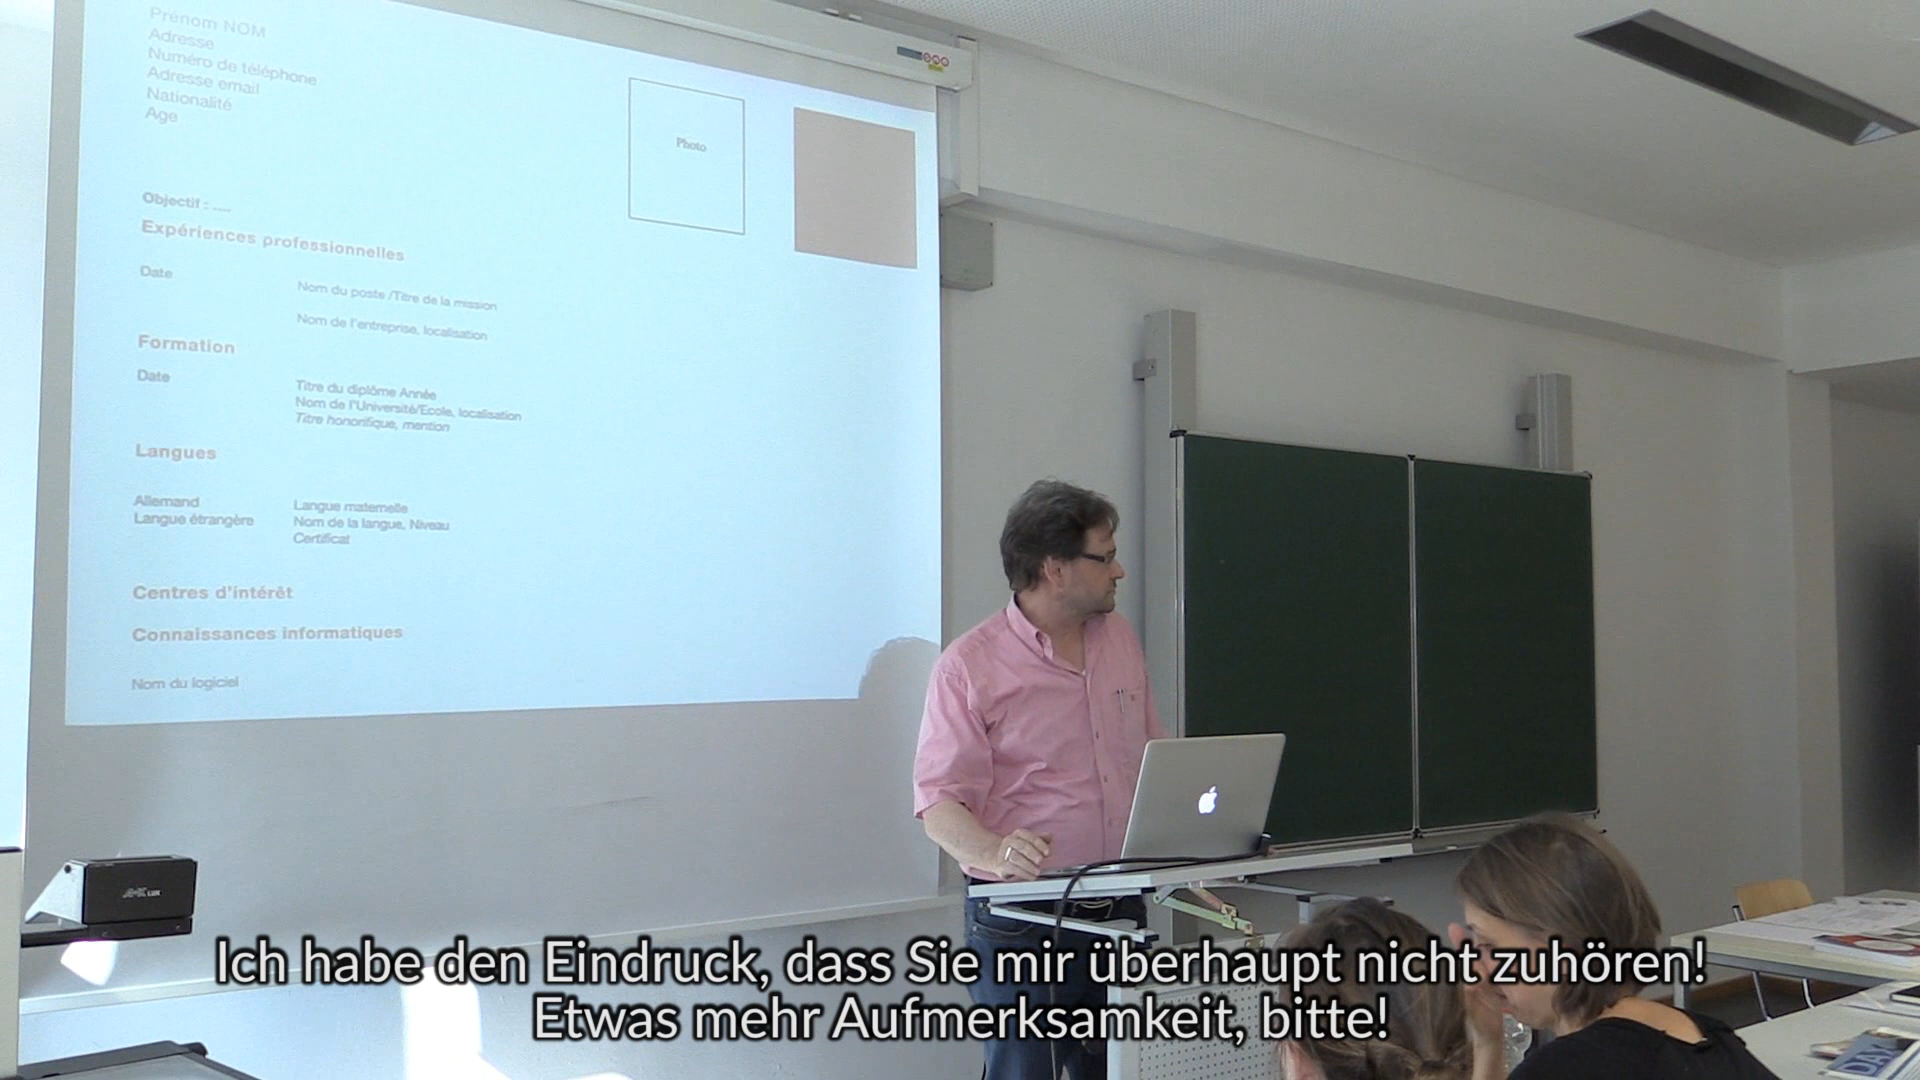 Prénom NOM
Adresse
Numéro de téléphone
Adresse email
Nationalité
Age
Photo
Objectif : ....
Expériences professionnelles
Date
Nom du poste /Titre de la mission
Nom de l'entreprise, localisation
Formation
Date
Titre du diplôme Année
Nom de l'Université/Ecole, localisation
Titre honorifique, mention
Langues
Allemand
Langue maternelle
Langue étrangère
Nom de la langue, Niveau
Certificat
Centres d'intérêt
Connaissances informatiques
Nom du logiciel
Ich habe den Eindruck, dass Sie mir überhaupt nicht zuhören!
Etwas mehr Aufmerksamkeit, bitte!